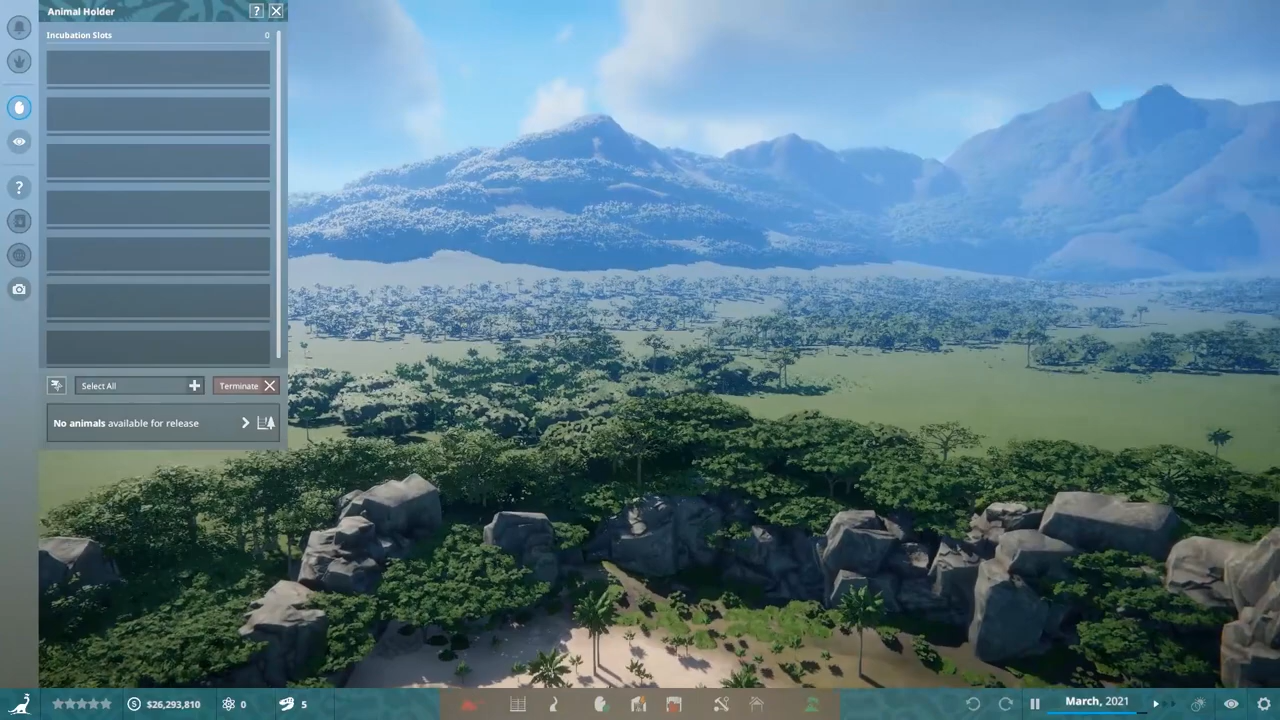 Animal Holder
?
Incubation Slots 0
?
Select All
Terminate
No animals available for release
$26,293,810
0
5
March, 2021